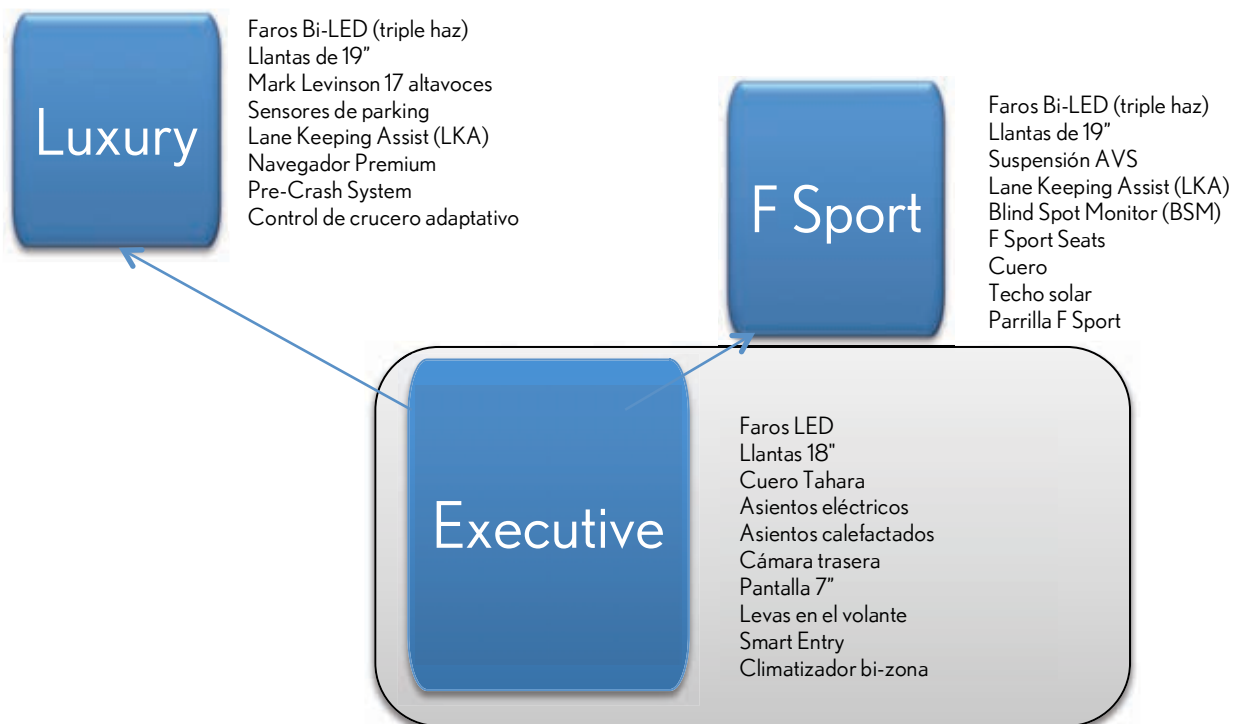 Luxury
Faros Bi-LED (triple haz)
Llantas de 19”
Mark Levinson 17 altavoces
Sensores de parking
Lane Keeping Assist (LKA)
Navegador Premium
Pre-Crash System
Control de crucero adaptativo
F Sport
Faros Bi-LED (triple haz)
Llantas de 19”
Suspensión AVS
Lane Keeping Assist (LKA)
Blind Spot Monitor (BSM)
F Sport Seats
Cuero
Techo solar
Parrilla F Sport
Executive
Faros LED
Llantas 18"
Cuero Tahara
Asientos eléctricos
Asientos calefactados
Cámara trasera
Pantalla 7”
Levas en el volante
Smart Entry
Climatizador bi-zona